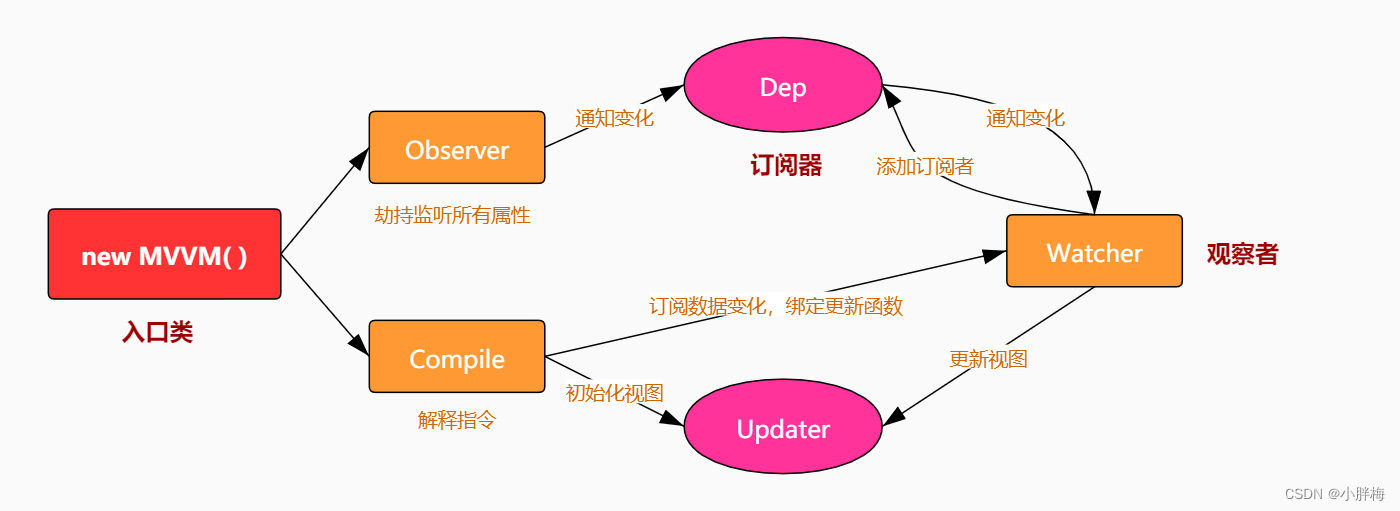 Dep
通知变化
通知变化
Observer
订阅器
添加订阅者
劫持监听所有属性
new MVVM( )
Watcher
观察者
入口类
订阅数据变化，绑定更新函数
Compile
更新视图
初始化视图
解释指令
Updater
CSDN @小胖梅